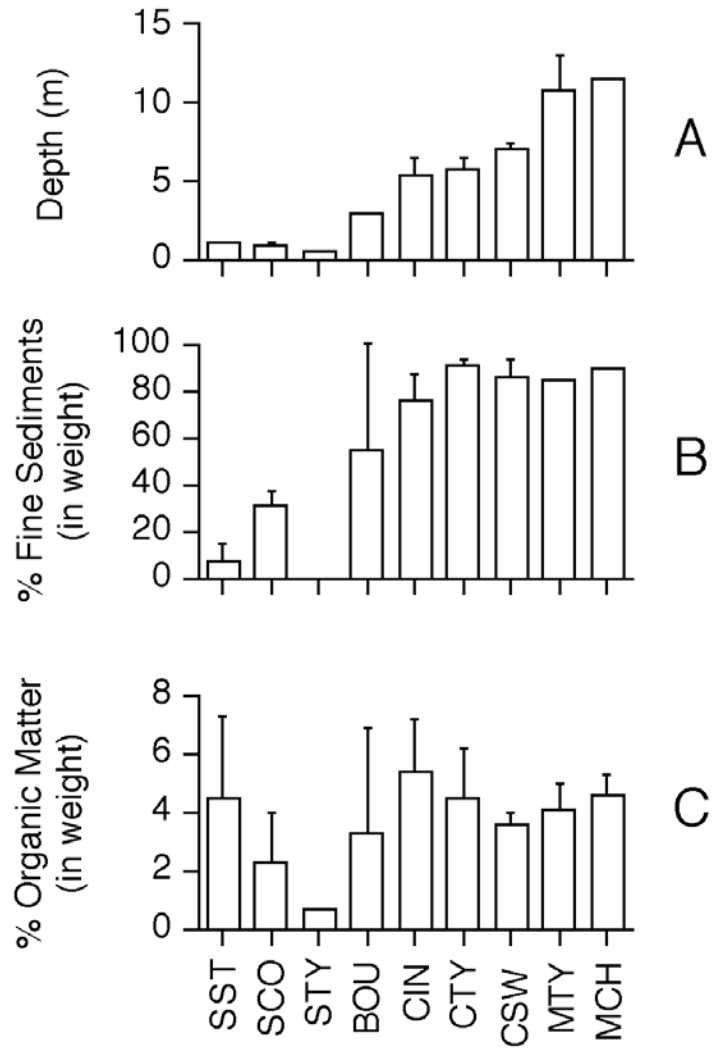 15
10
5
0
Depth (m)
A
100
80
60
40
20
0
% Fine Sediments
(in weight)
B
8
6
4
2
0
% Organic Matter
(in weight)
C
SST SCO STY BOU CIN CTY CSW MTY MCH